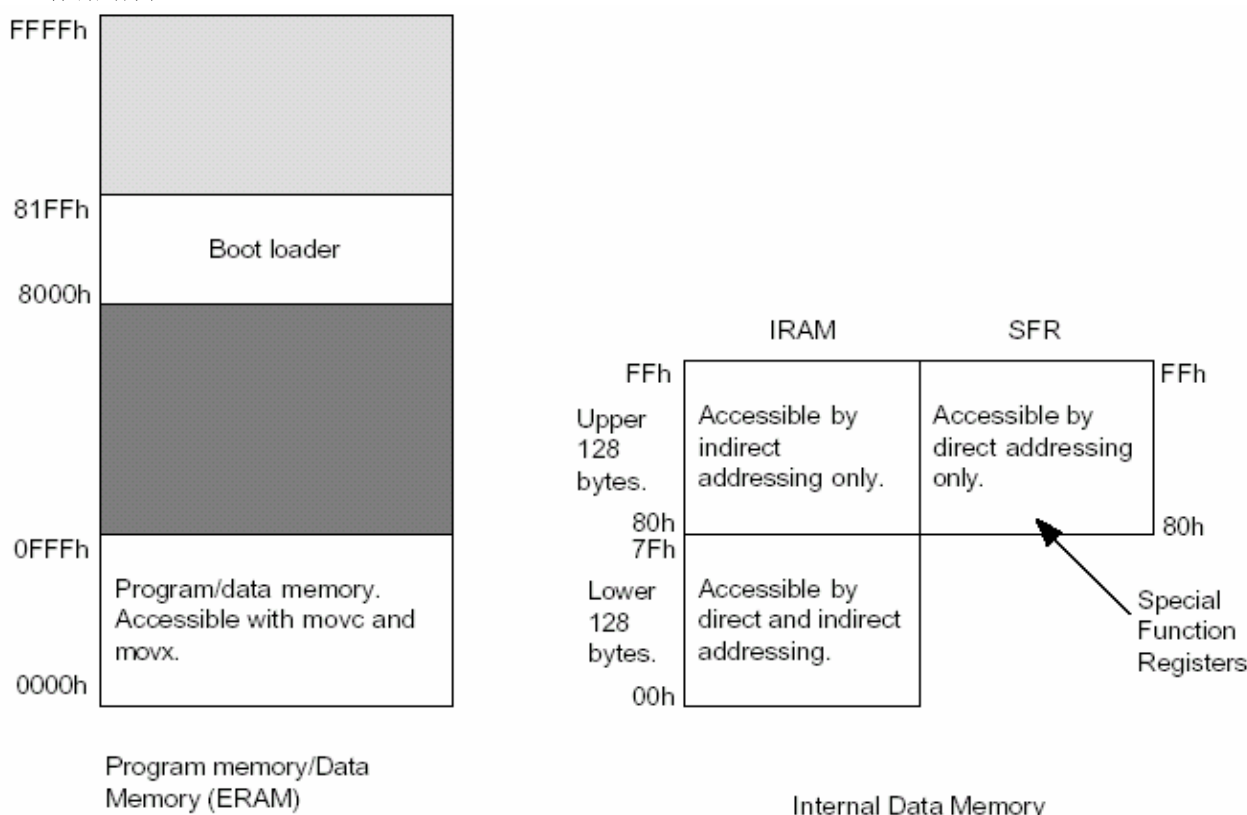 FFFFh
81FFh
Boot loader
8000h
0FFFh
Program/data memory.
Accessible with movc and
movx.
0000h
Program memory/Data
Memory (ERAM)
IRAM
SFR
FFh
FFh
Upper
128
bytes.
Accessible by
indirect
addressing only.
Accessible by
direct addressing
only.
80h
80h
7Fh
Lower
128
bytes.
Accessible by
direct and indirect
addressing.
00h
Special
Function
Registers
Internal Data Memory